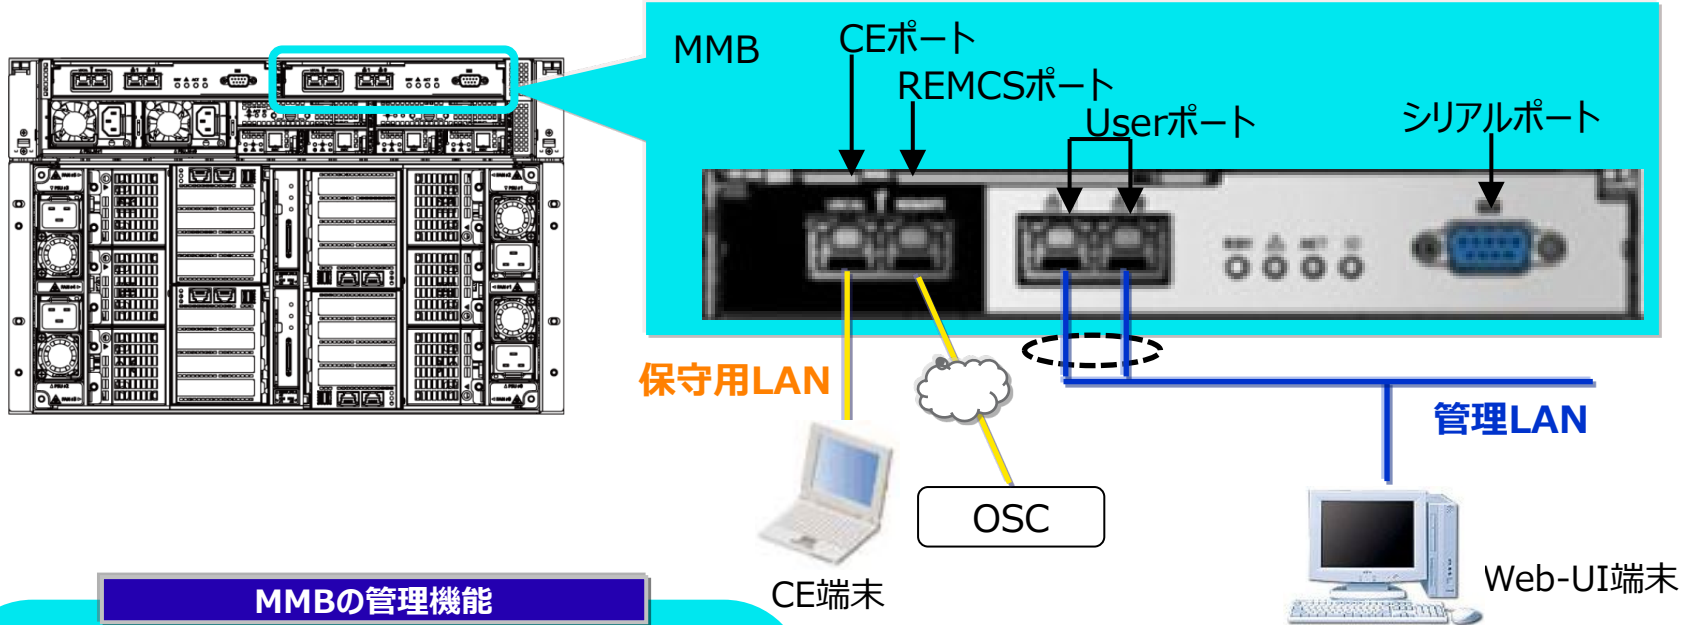 MMB
CEポート
REMCSポート
Userポート
シリアルポート
保守用LAN
管理LAN
OSC
CE端末
Web-UI端末
MMBの管理機能